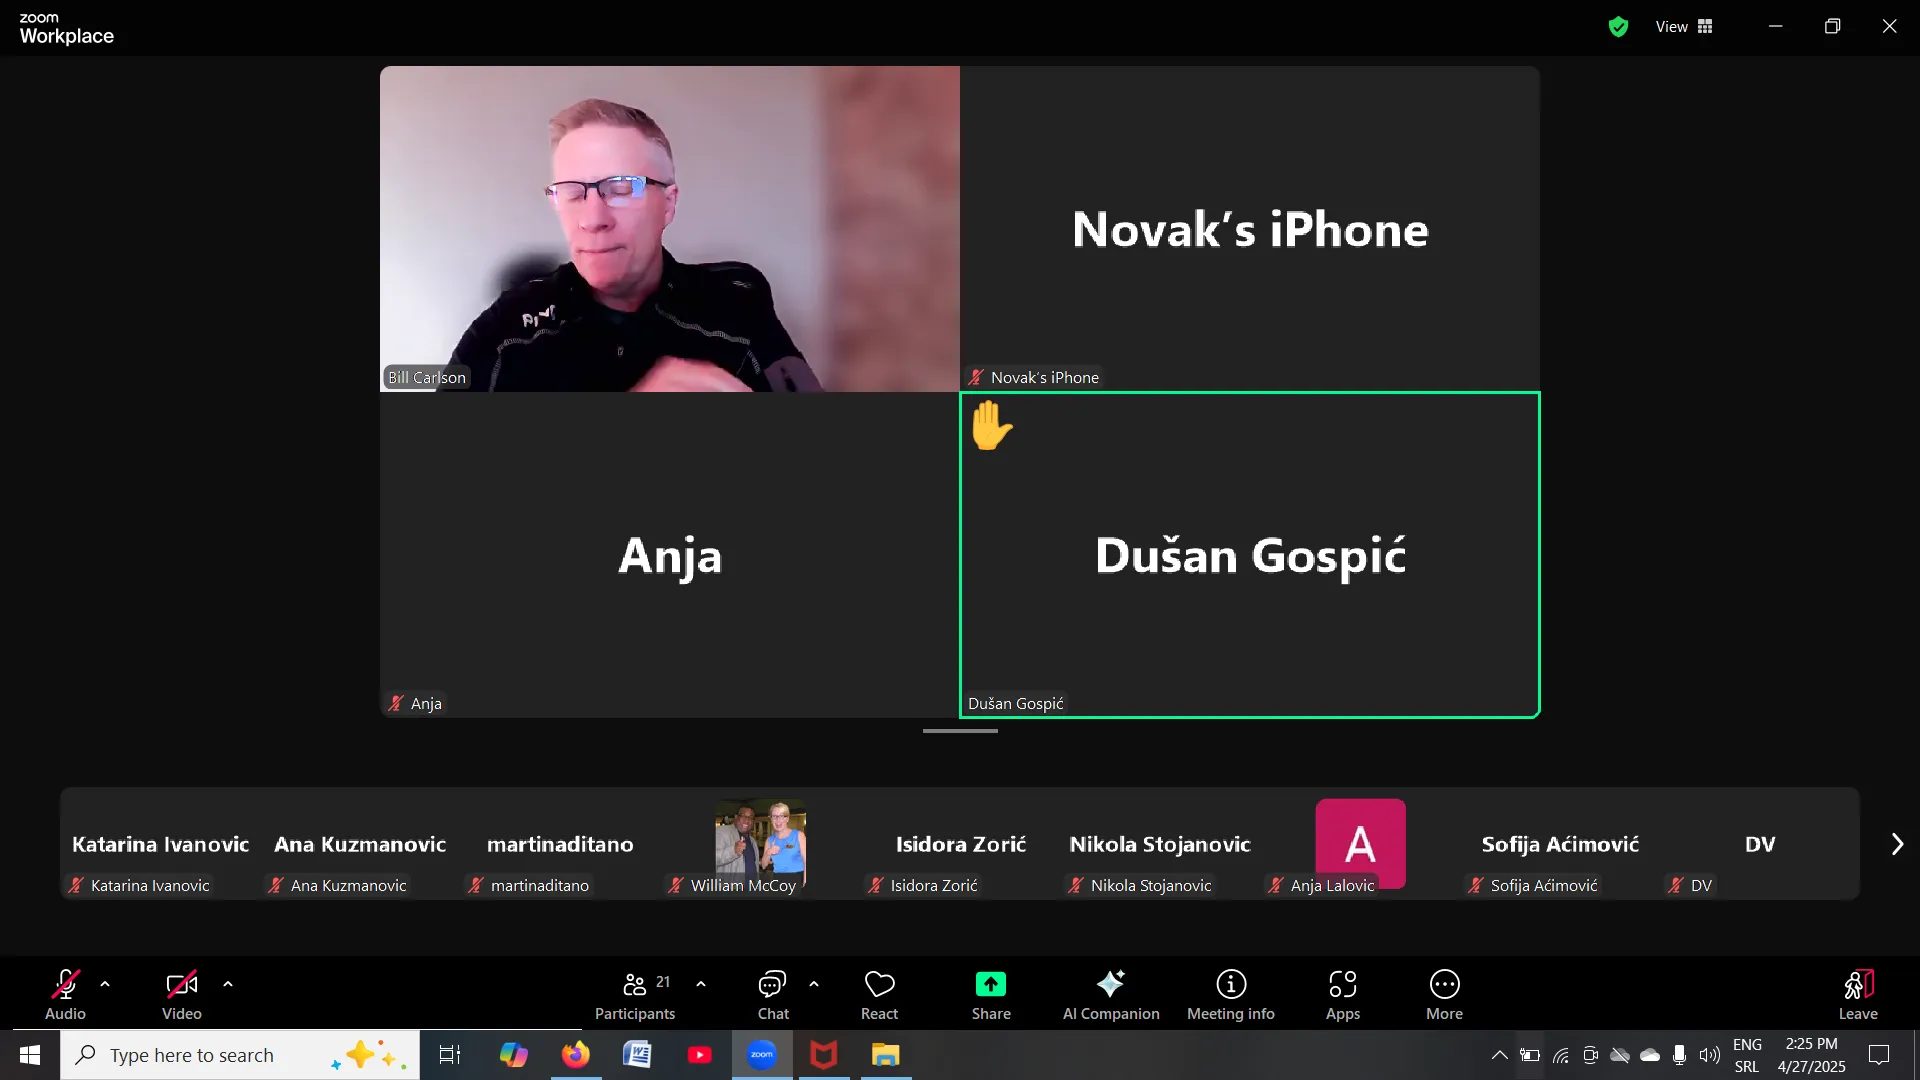 zoom
Workplace
View
Bill Carlson
Novak’s iPhone
Novak’s iPhone
Anja
Anja
Dušan Gospić
Dušan Gospić
Katarina Ivanovic
Katarina Ivanovic
Ana Kuzmanovic
Ana Kuzmanovic
martinaditano
martinaditano
William McCoy
Isidora Zorić
Isidora Zorić
Nikola Stojanovic
Nikola Stojanovic
A
Anja Lalovic
Sofija Aćimović
Sofija Aćimović
DV
DV
Audio
Video
21
Participants
Chat
React
Share
AI Companion
Meeting info
Apps
More
Leave
Type here to search
zoom
ENG
SRL
2:25 PM
4/27/2025